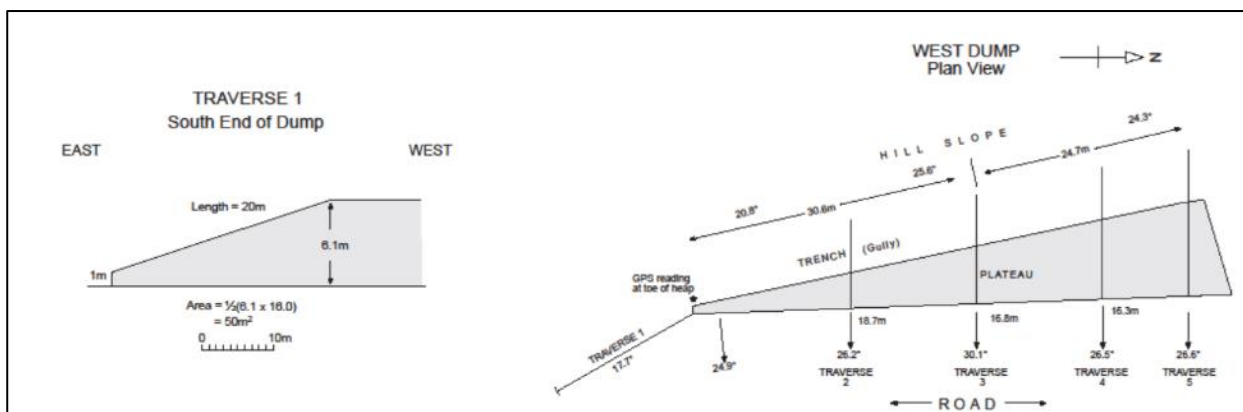 TRAVERSE 1
South End of Dump
EAST
WEST
Length = 20m
6.1m
1m
Area = ½(6.1 x 16.0)
= 50m²
0 10m
WEST DUMP
Plan View
N
HILL SLOPE
24.3°
24.7m
25.6°
20.8°
30.6m
TRENCH (Gully)
GPS reading
at toe of heap
PLATEAU
TRAVERSE 1
17.7°
18.7m
16.8m
16.3m
24.9°
26.2°
TRAVERSE
2
30.1°
TRAVERSE
3
26.5°
TRAVERSE
4
26.6°
TRAVERSE
5
ROAD